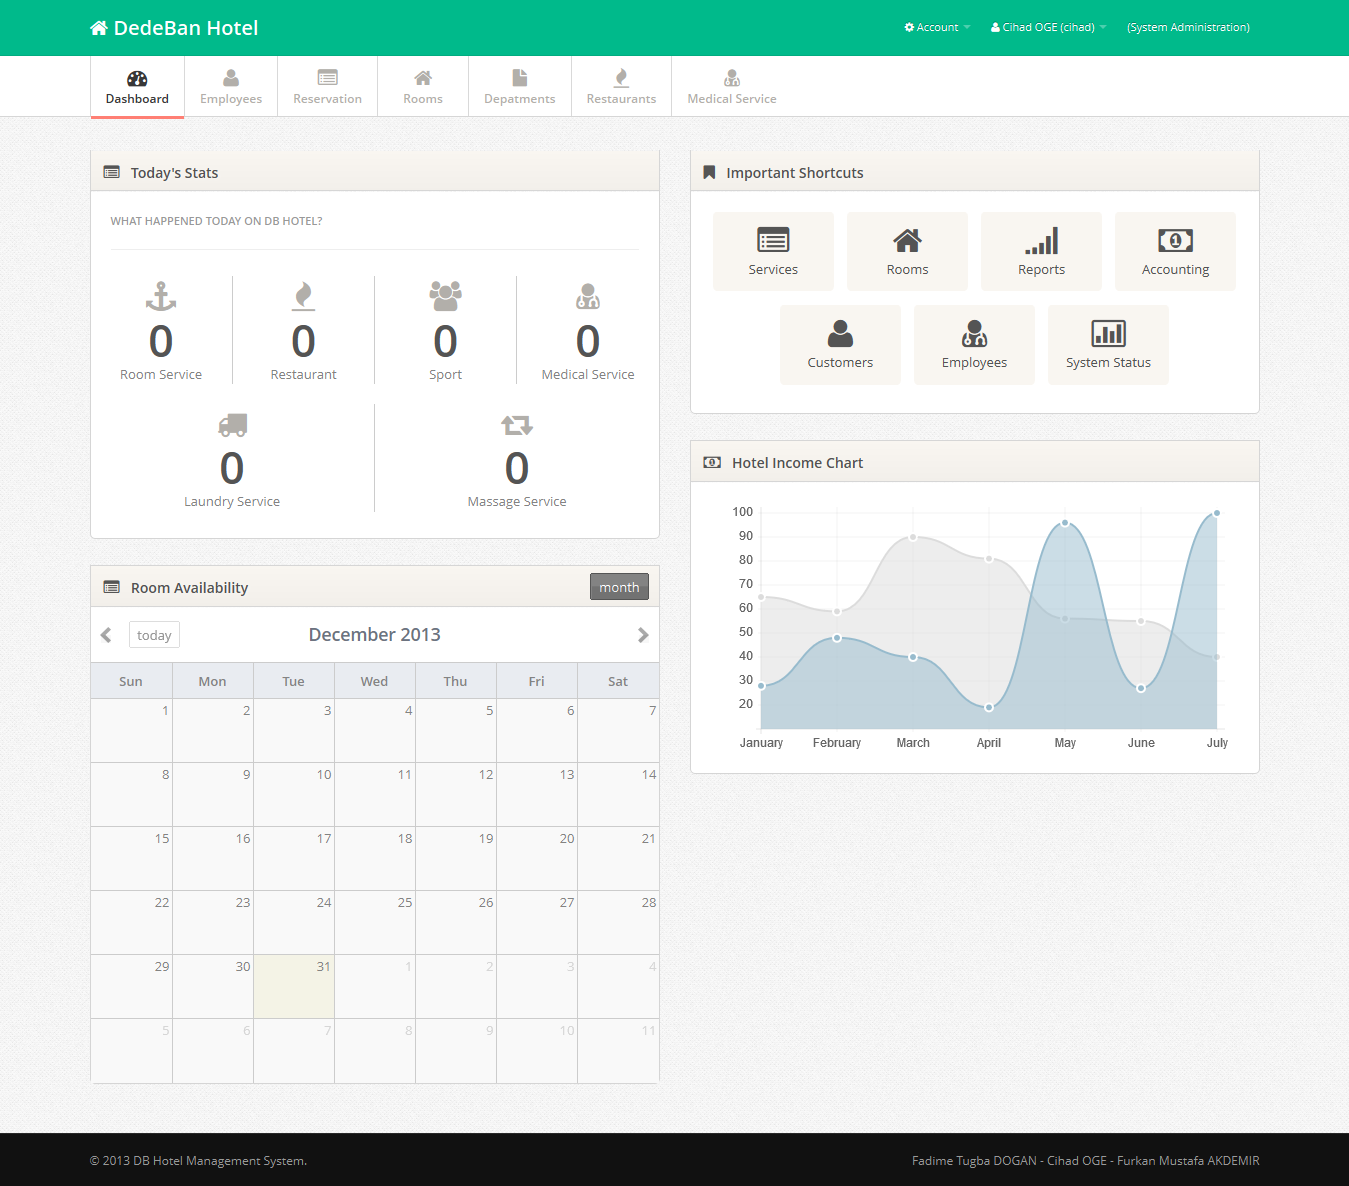 DedeBan Hotel
Account
Cihad OGE (cihad)
(System Administration)
Dashboard
Employees
Reservation
Rooms
Depatments
Restaurants
Medical Service
Today's Stats
WHAT HAPPENED TODAY ON DB HOTEL?
0 0 0 0
Room Service Restaurant Sport Medical Service
0 0
Laundry Service Massage Service
Important Shortcuts
Services Rooms Reports Accounting
Customers Employees System Status
Hotel Income Chart
100
90
80
70
60
50
40
30
20
January February March April May June July
Room Availability
month
today
December 2013
Sun Mon Tue Wed Thu Fri Sat
1 2 3 4 5 6 7
8 9 10 11 12 13 14
15 16 17 18 19 20 21
22 23 24 25 26 27 28
29 30 31 1 2 3 4
5 6 7 8 9 10 11
© 2013 DB Hotel Management System.
Fadime Tugba DOGAN - Cihad OGE - Furkan Mustafa AKDEMIR